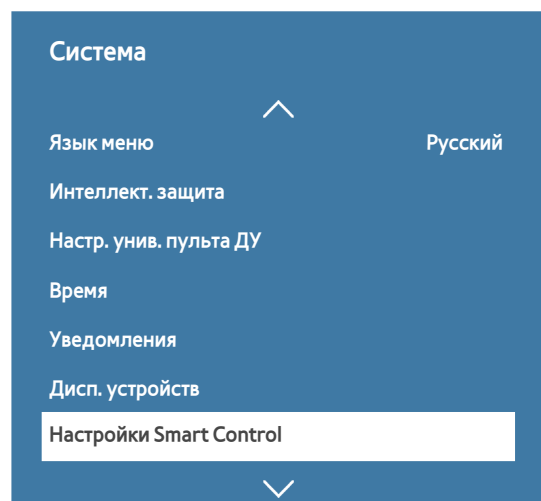 Система
Язык меню Русский
Интеллект. защита
Настр. унив. пульта ДУ
Время
Уведомления
Дисп. устройств
Настройки Smart Control